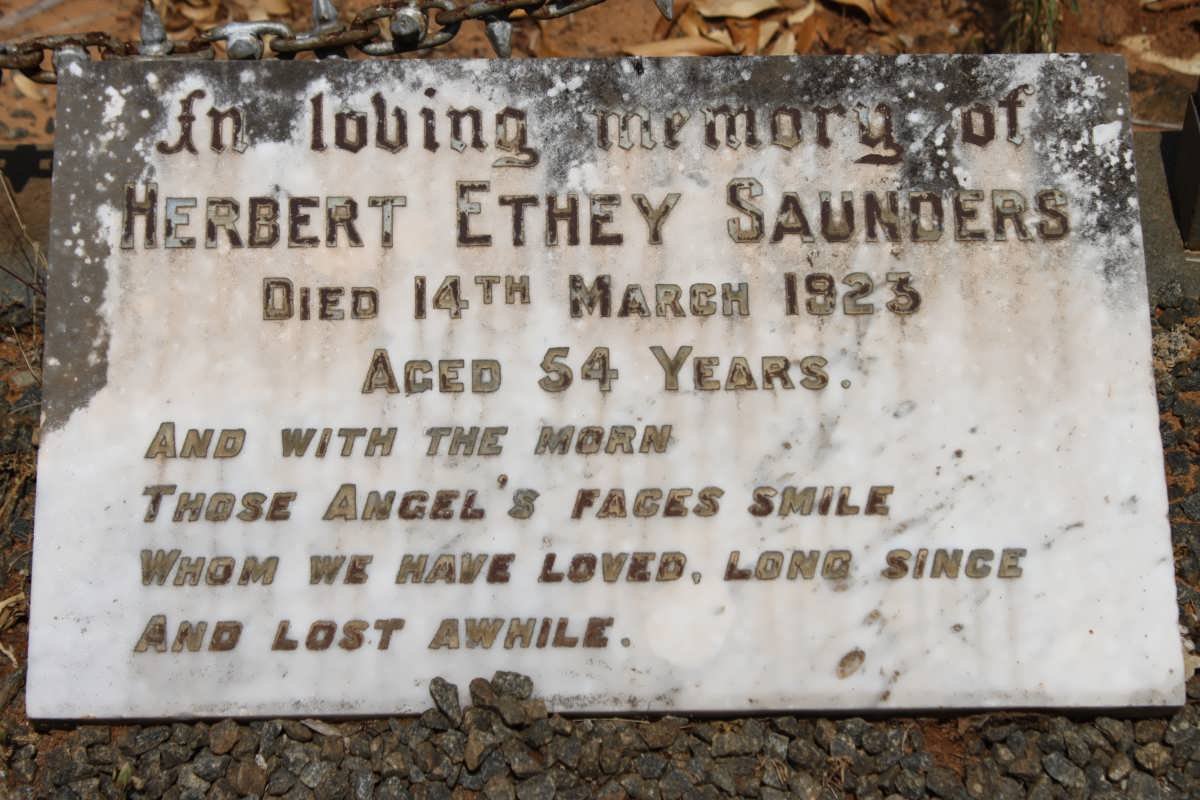 In loving memory of
HERBERT ETHEY SAUNDERS
DIED 14TH MARCH 1923
AGED 54 YEARS.
AND WITH THE MORN
THOSE ANGEL'S FACES SMILE
WHOM WE HAVE LOVED, LONG SINCE
AND LOST AWHILE.